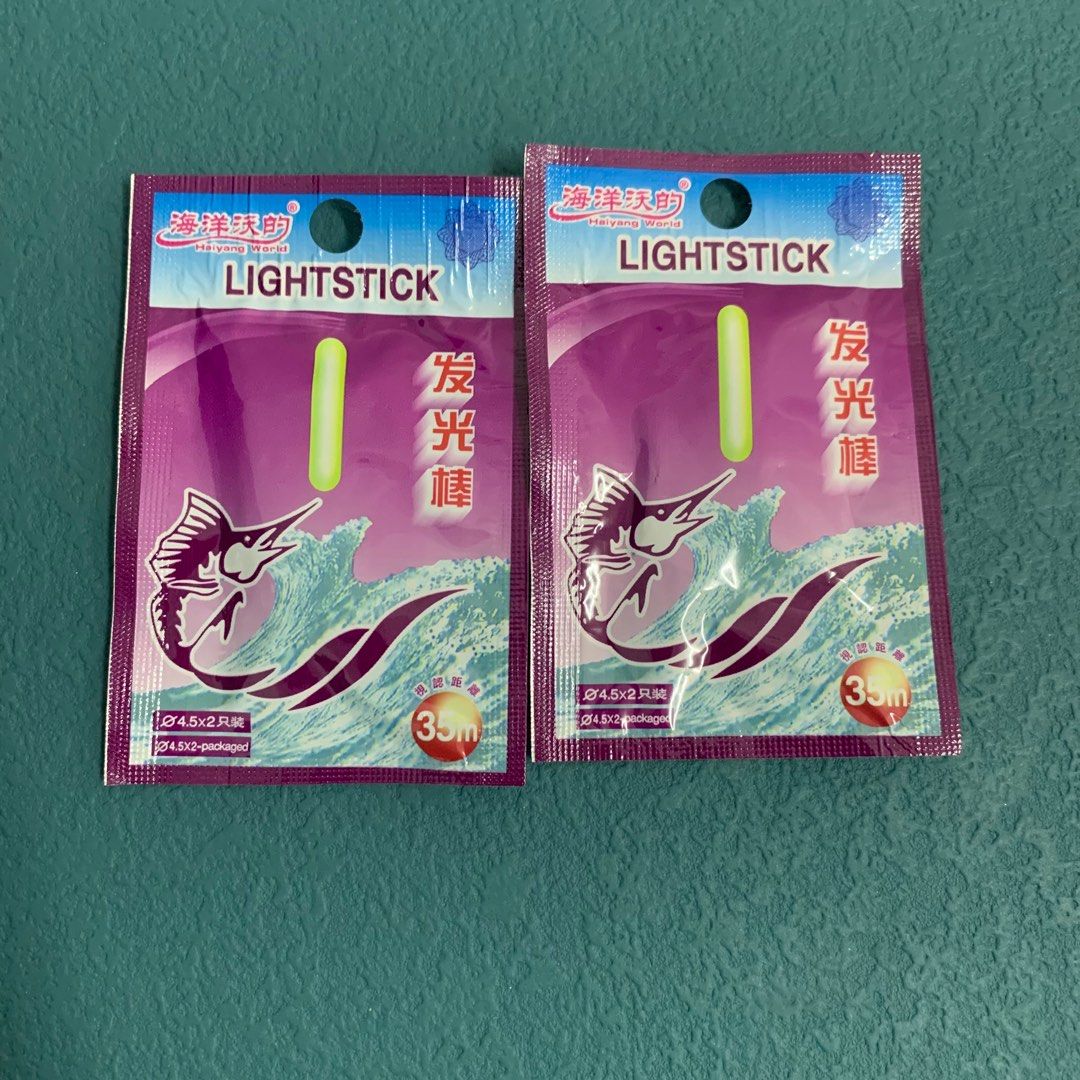 海洋沃的®
Haiyang World
LIGHTSTICK
发光棒
視認距離
35m
Ø4.5×2只装
Ø4.5X2-packaged
海洋沃的®
Haiyang World
LIGHTSTICK
发光棒
視認距離
35m
Ø4.5×2只装
Ø4.5X2-packaged